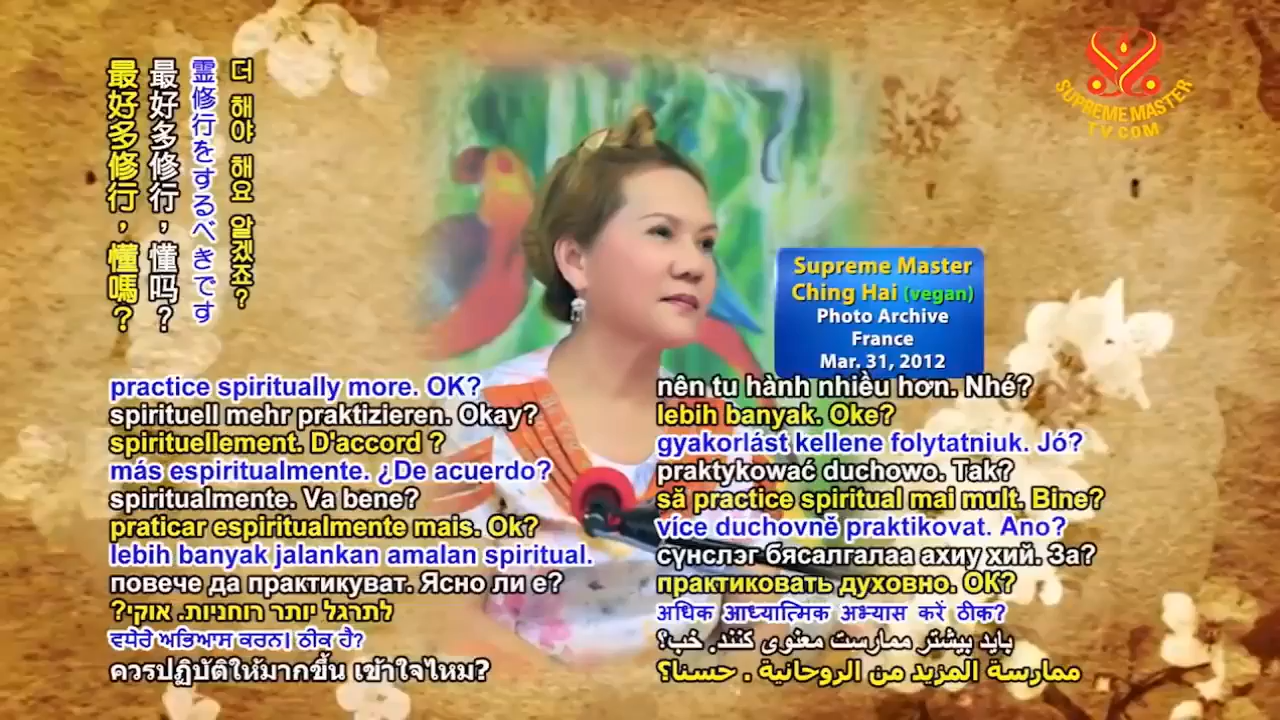 더 해야 해요 알겠죠?
霊修行をするべきです
最好多修行，懂吗？
最好多修行，懂嗎？
SUPREME MASTER
TV COM
Supreme Master
Ching Hai (vegan)
Photo Archive
France
Mar. 31, 2012
practice spiritually more. OK?
spirituell mehr praktizieren. Okay?
spirituellement. D'accord ?
más espiritualmente. ¿De acuerdo?
spiritualmente. Va bene?
praticar espiritualmente mais. Ok?
lebih banyak jalankan amalan spiritual.
повече да практикуват. Ясно ли е?
לתרגל יותר רוחניות. אוקי?
ਵਧੇਰੇ ਅਭਿਆਸ ਕਰਨ। ਠੀਕ ਹੈ?
ควรปฏิบัติให้มากขึ้น เข้าใจไหม?
nên tu hành nhiều hơn. Nhé?
lebih banyak. Oke?
gyakorlást kellene folytatniuk. Jó?
praktykować duchowo. Tak?
să practice spiritual mai mult. Bine?
více duchovně praktikovat. Ano?
сүнслэг бясалгалаа ахиу хий. За?
практиковать духовно. ОК?
अधिक आध्यात्मिक अभ्यास करें ठीक?
باید بیشتر ممارست معنوی کنند. خب؟
ممارسة المزيد من الروحانية . حسنا؟